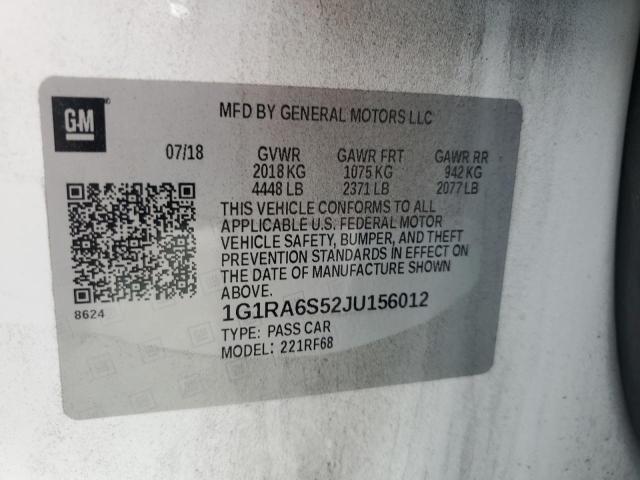 GM
MFD BY GENERAL MOTORS LLC
07/18 GVWR GAWR FRT GAWR RR
2018 KG 1075 KG 942 KG
4448 LB 2371 LB 2077 LB
THIS VEHICLE CONFORMS TO ALL
APPLICABLE U.S. FEDERAL MOTOR
VEHICLE SAFETY, BUMPER, AND THEFT
PREVENTION STANDARDS IN EFFECT ON
THE DATE OF MANUFACTURE SHOWN
ABOVE.
8624
1G1RA6S52JU156012
TYPE: PASS CAR
MODEL: 221RF68